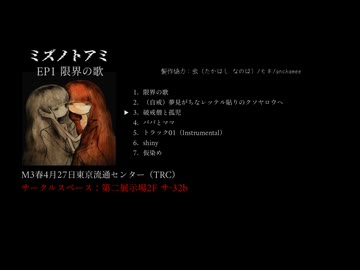 ミズノトアミ
EP1 限界の歌
製作協力：弦（たかはし なのは）/もa/anckamee
1. 限界の歌
2. （自戒）夢見がちなレッテル貼りのクソヤロウへ
▶ 3. 破戒僧と孤児
4. パパとママ
5. トラック01（Instrumental）
6. shiny
7. 仮染め
M3春4月27日東京流通センター（TRC）
サークルスペース：第二展示場2F サ-32b